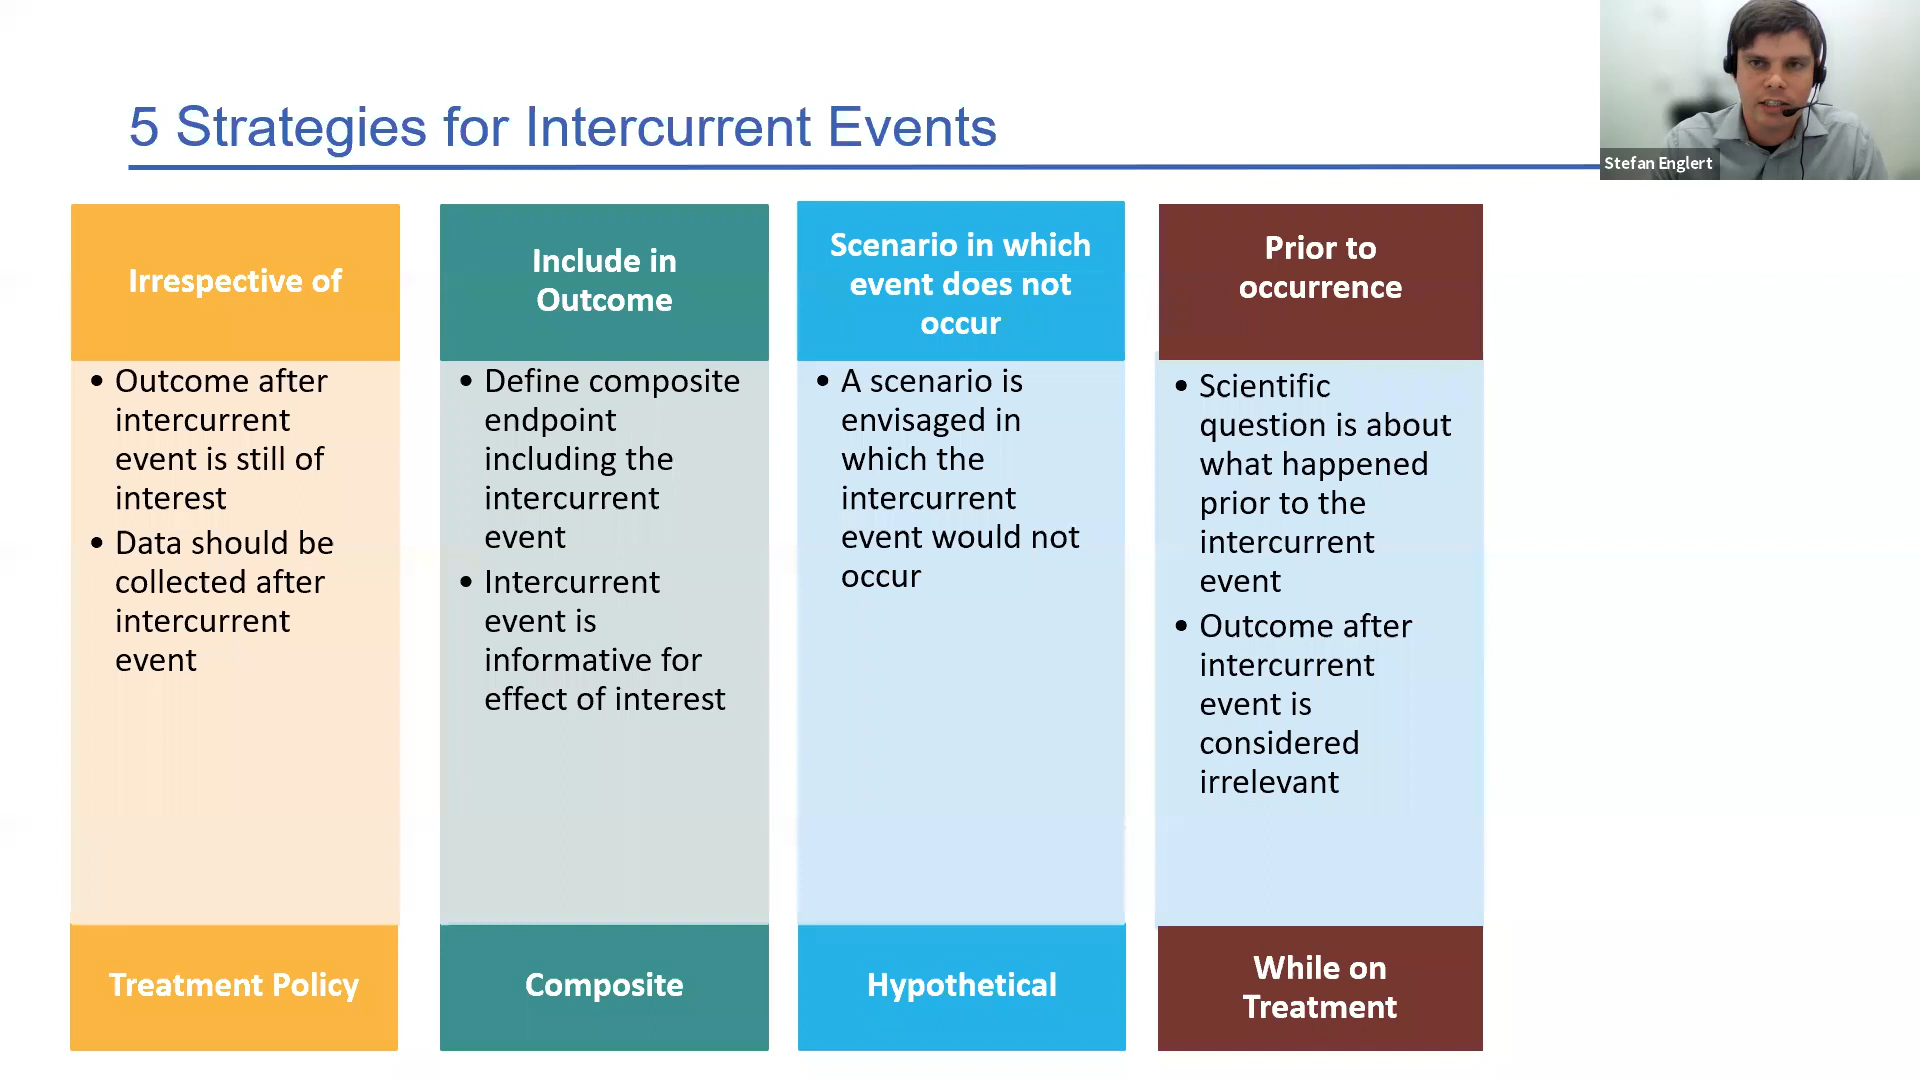 5 Strategies for Intercurrent Events
Stefan Englert
Irrespective of
• Outcome after
intercurrent
event is still of
interest
• Data should be
collected after
intercurrent
event
Treatment Policy
Include in
Outcome
• Define composite
endpoint
including the
intercurrent
event
• Intercurrent
event is
informative for
effect of interest
Composite
Scenario in which
event does not
occur
• A scenario is
envisaged in
which the
intercurrent
event would not
occur
Hypothetical
Prior to
occurrence
• Scientific
question is about
what happened
prior to the
intercurrent
event
• Outcome after
intercurrent
event is
considered
irrelevant
While on
Treatment